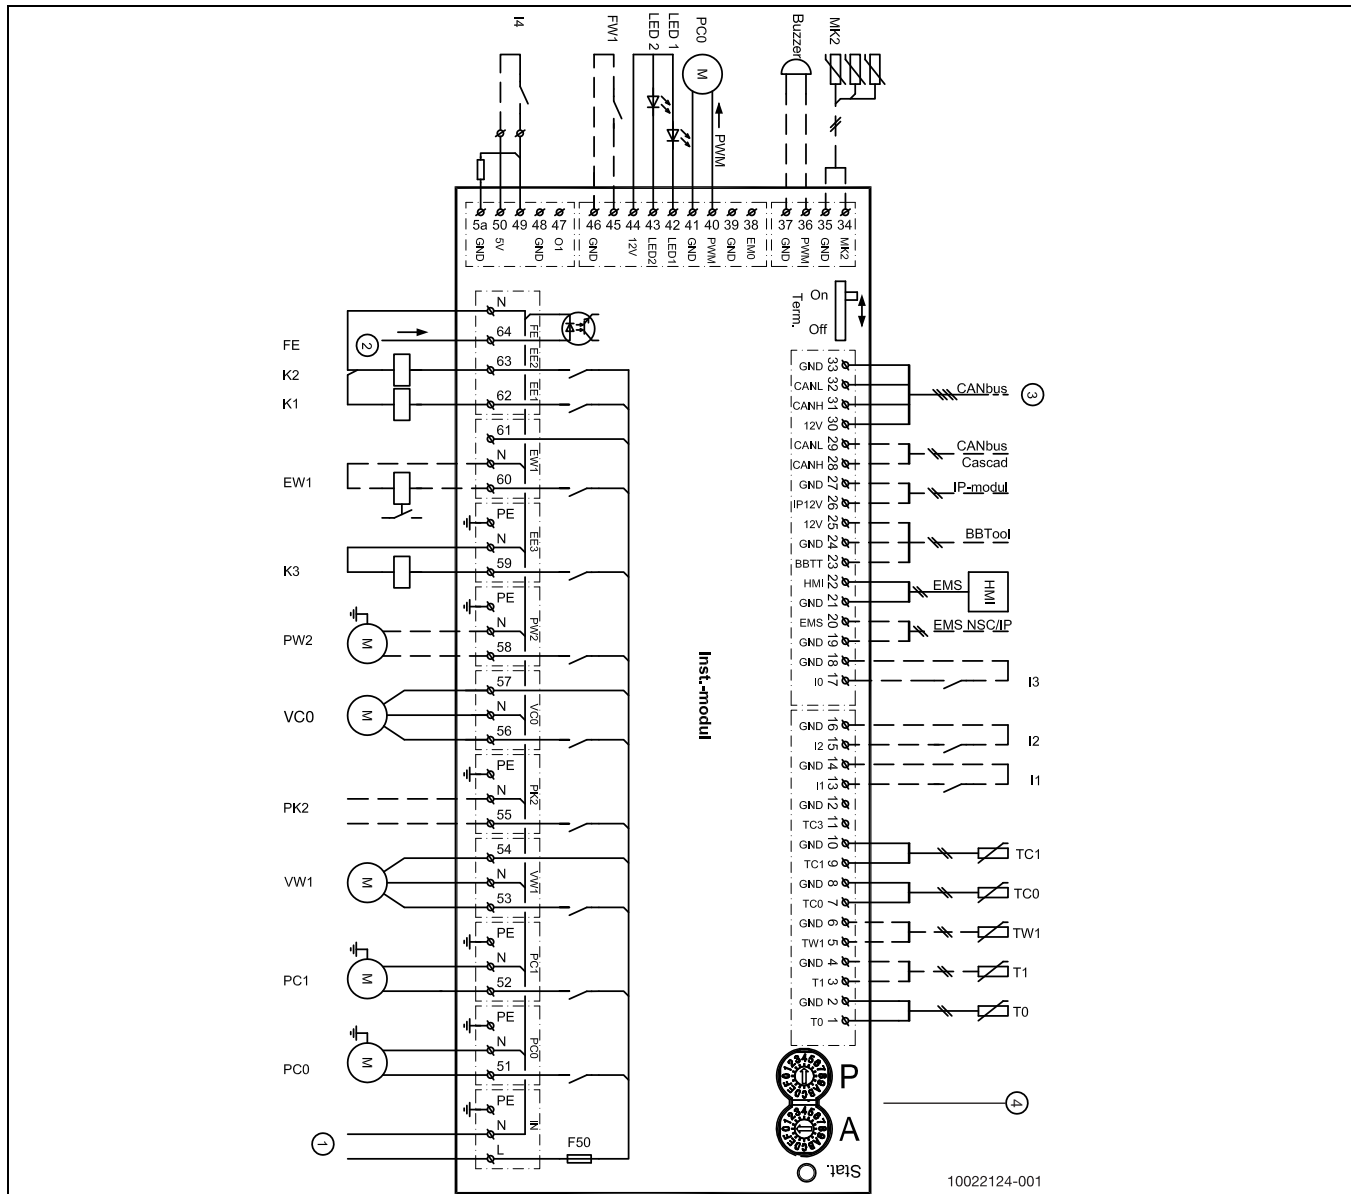 I4
FW1
LED 2
LED 1
PC0
M
PWM
Buzzer
MK2
5a 50 49 48 47
GND 5V GND O1
46 45 44 43 42 41 40 39 38
GND 12V LED2 LED1 GND PWM GND EM0
37 36 35 34
GND PWM GND MK2
Term.
On
Off
FE
2
N
64
FE
K2
63
EE2
K1
62
EE1
61
EW1
N
60
EW1
PE
K3
N
59
EE3
PE
PW2
M
N
58
PW2
57
VC0
M
N
56
VC0
PE
PK2
N
55
PK2
54
VW1
M
N
53
VW1
PE
PC1
M
N
52
PC1
PE
PC0
M
N
51
PC0
PE
1
N
L
IN
F50
Inst.-modul
GND 33
CANL 32
CANH 31
12V 30
CANbus
3
CANL 29
CANH 28
CANbus
Cascad
GND 27
IP12V 26
IP-modul
12V 25
GND 24
BBTT 23
BBTool
HMI 22
GND 21
EMS
HMI
EMS 20
GND 19
EMS NSC/IP
GND 18
I0 17
I3
GND 16
I2 15
I2
GND 14
I1 13
I1
GND 12
TC3 11
GND 10
TC1 9
TC1
GND 8
TC0 7
TC0
GND 6
TW1 5
TW1
GND 4
T1 3
T1
GND 2
T0 1
T0
0123456789ABCDEF
P
0123456789ABCDEF
A
4
Stat.
10022124-001